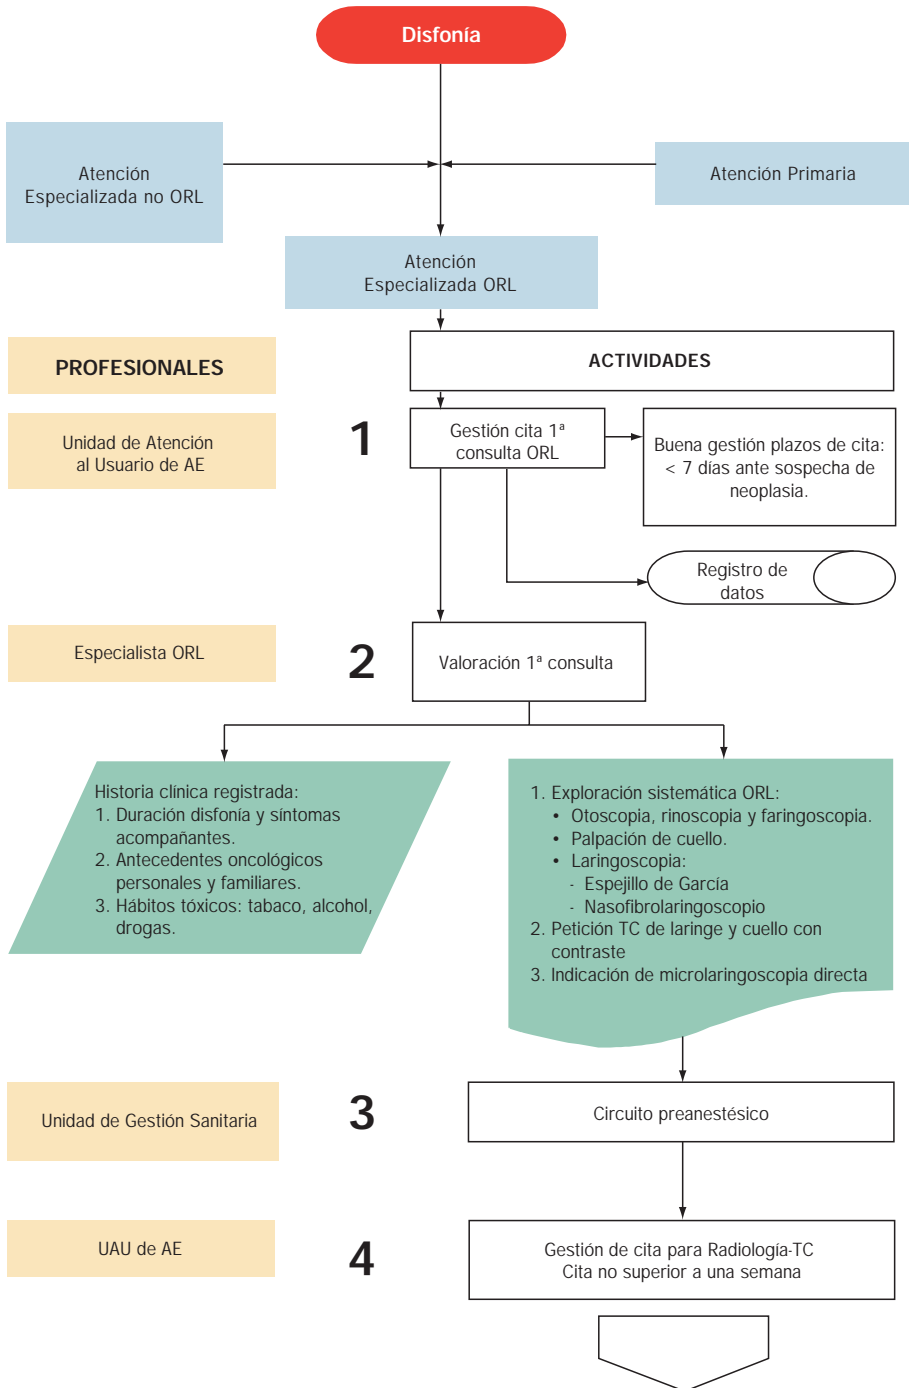 Disfonía
Atención
Especializada no ORL
Atención Primaria
Atención
Especializada ORL
PROFESIONALES
ACTIVIDADES
Unidad de Atención
al Usuario de AE
1
Gestión cita 1ª
consulta ORL
Buena gestión plazos de cita:
< 7 días ante sospecha de
neoplasia.
Registro de
datos
Especialista ORL
2
Valoración 1ª consulta
Historia clínica registrada:
1. Duración disfonía y síntomas
acompañantes.
2. Antecedentes oncológicos
personales y familiares.
3. Hábitos tóxicos: tabaco, alcohol,
drogas.
1. Exploración sistemática ORL:
• Otoscopia, rinoscopia y faringoscopia.
• Palpación de cuello.
• Laringoscopia:
- Espejillo de García
- Nasofibrolaringoscopio
2. Petición TC de laringe y cuello con
contraste
3. Indicación de microlaringoscopia directa
Unidad de Gestión Sanitaria
3
Circuito preanestésico
UAU de AE
4
Gestión de cita para Radiología-TC
Cita no superior a una semana